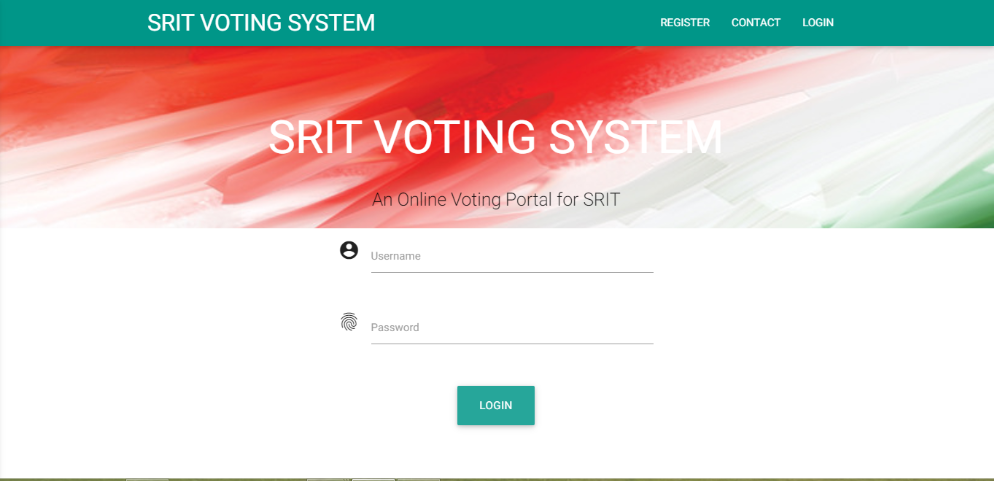 SRIT VOTING SYSTEM
REGISTER CONTACT LOGIN
SRIT VOTING SYSTEM
An Online Voting Portal for SRIT
Username
Password
LOGIN